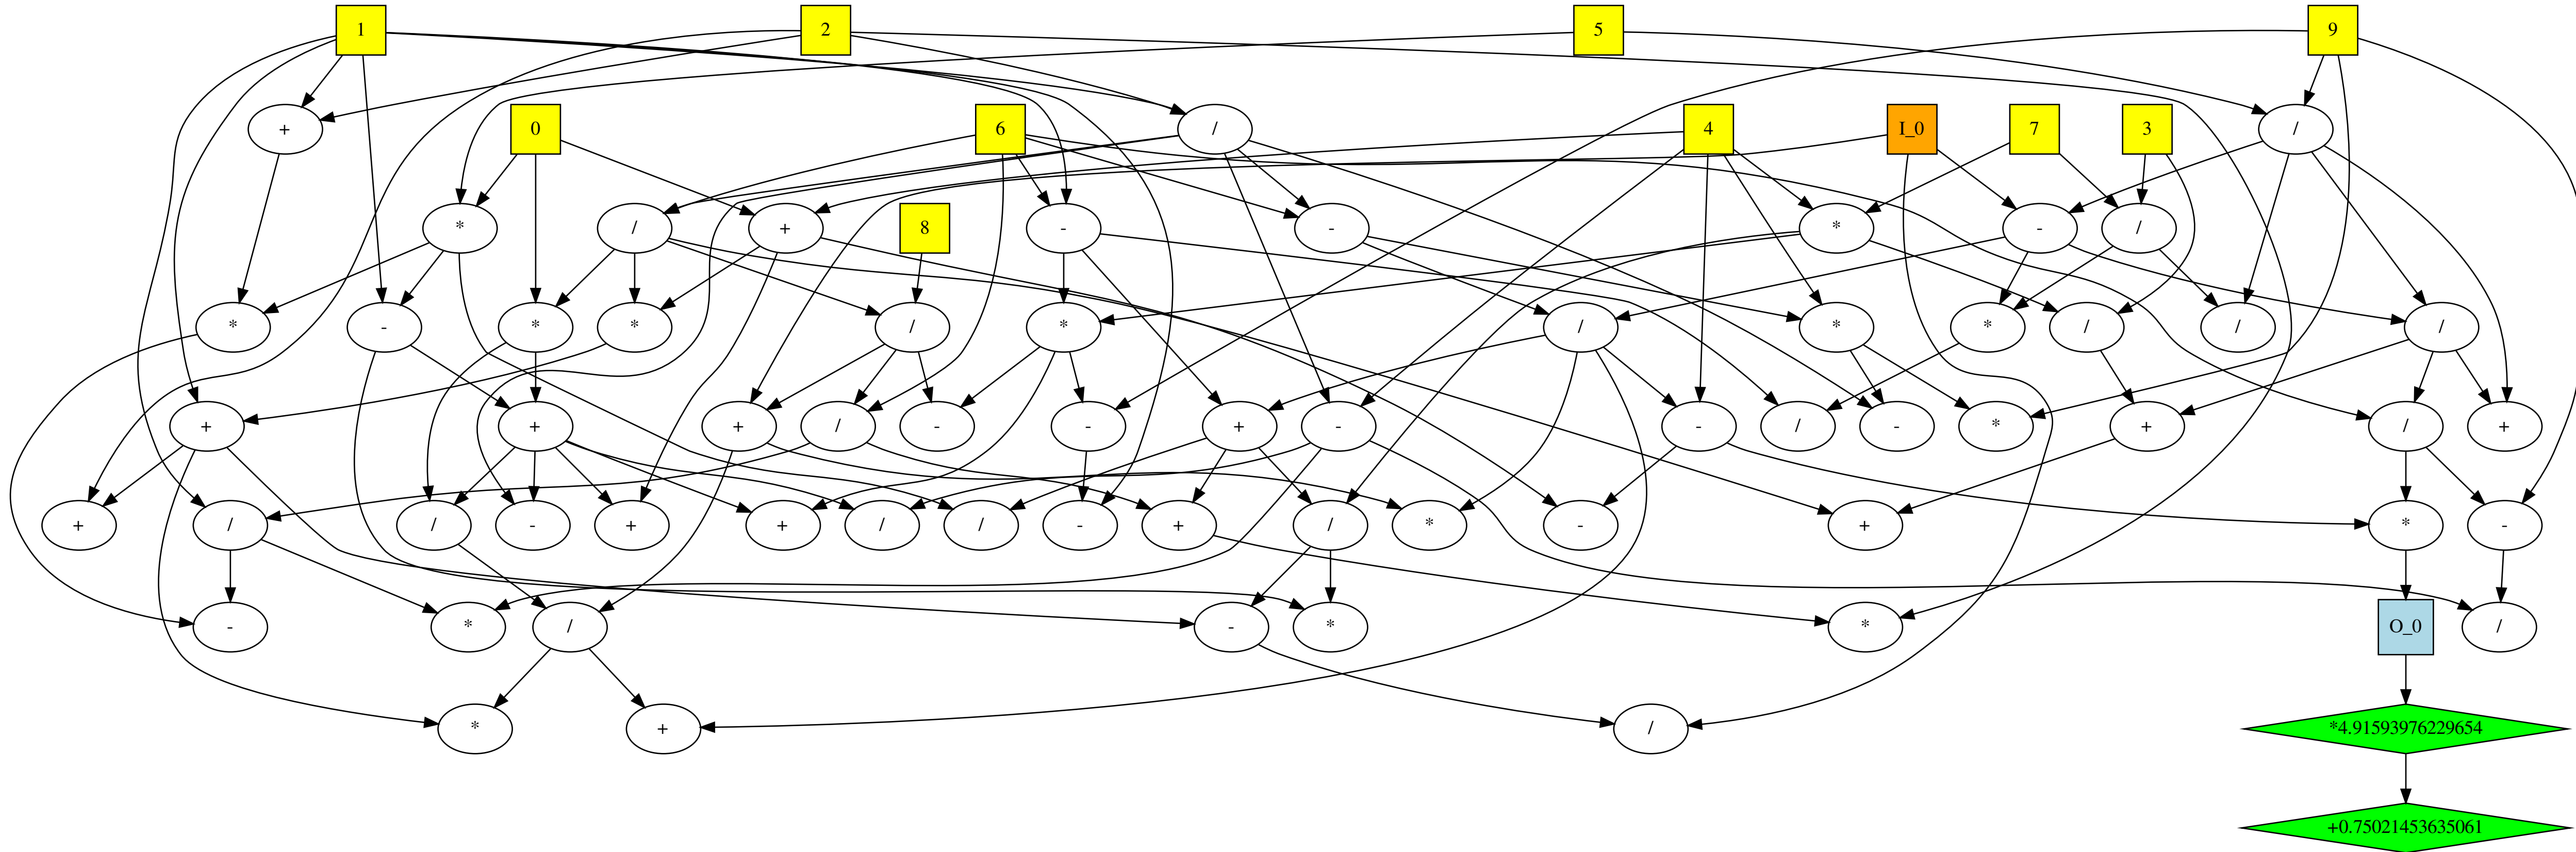 1 2 5 9
+ 0 6 / 4 I_0 7 3 /
* / + 8 - - * - /
* - * * / * / * * / / /
+ + + / - - + - - / - * + / +
+ / / - + + / / - + / * - + * -
- * / - * * O_0 /
* + / *4.91593976229654
+0.75021453635061